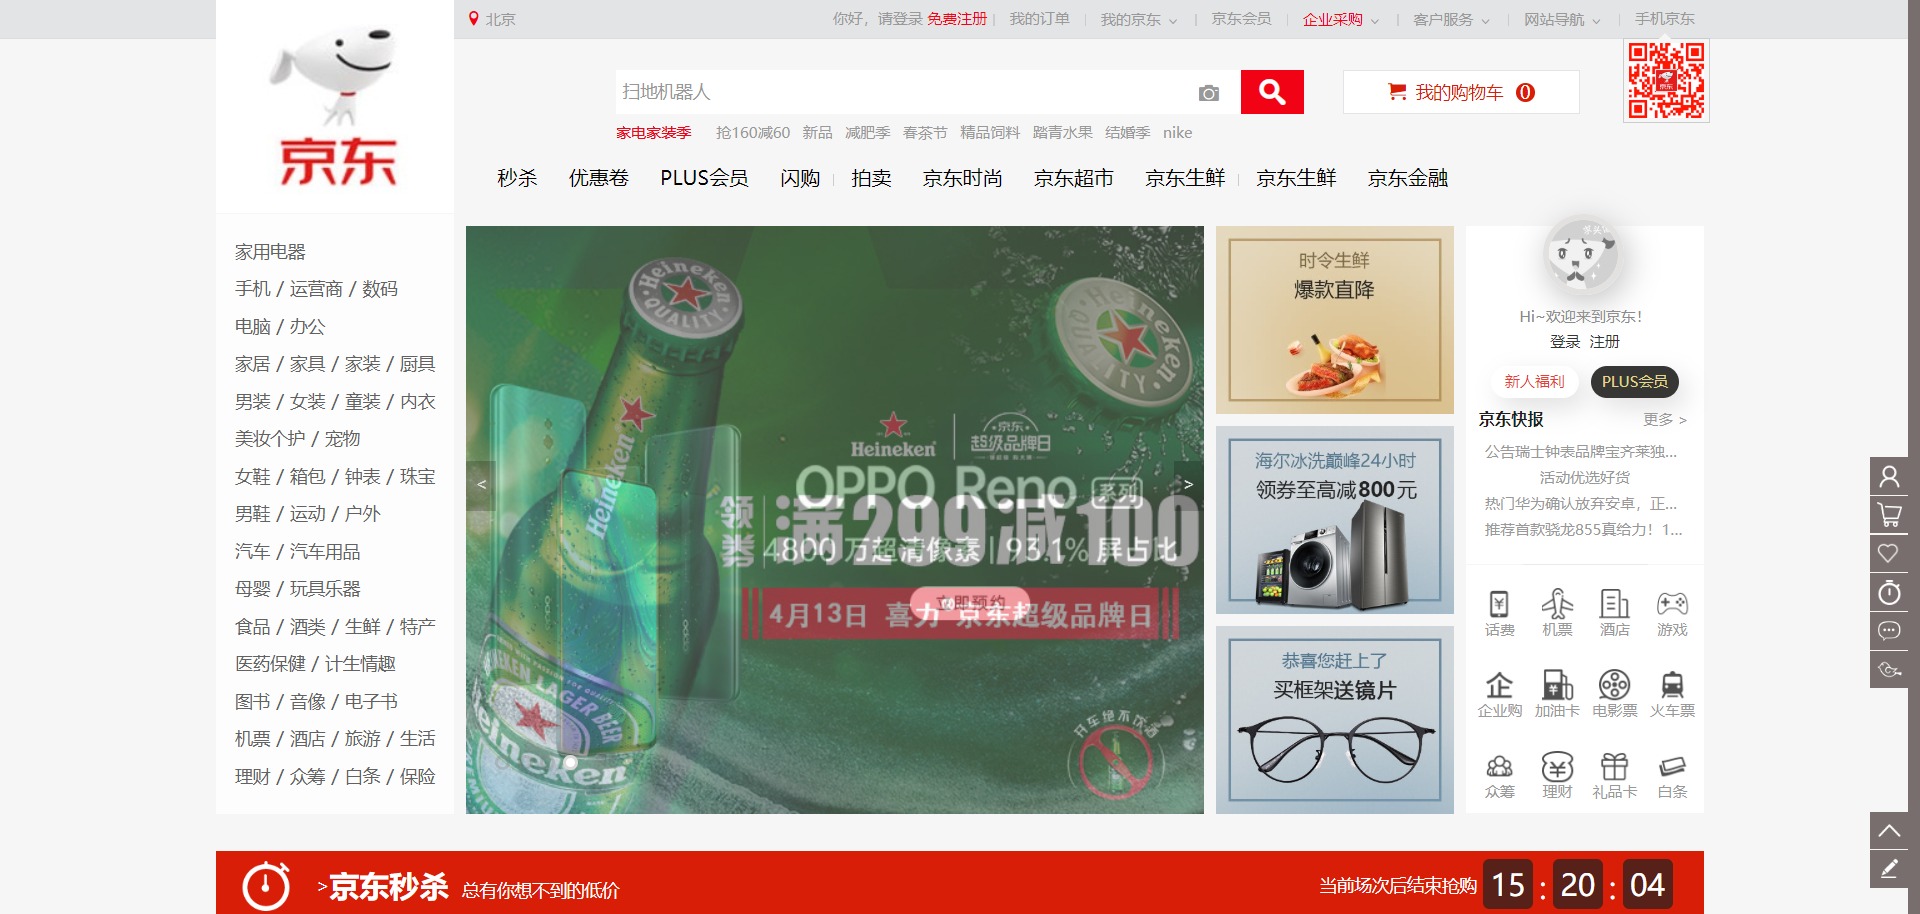 北京
你好，请登录 免费注册 我的订单 我的京东 京东会员 企业采购 客户服务 网站导航 手机京东
京东
扫地机器人
我的购物车 0
家电家装季 抢160减60 新品 减肥季 春茶节 精品饲料 踏青水果 结婚季 nike
秒杀 优惠卷 PLUS会员 闪购 拍卖 京东时尚 京东超市 京东生鲜 京东生鲜 京东金融
家用电器
手机 / 运营商 / 数码
电脑 / 办公
家居 / 家具 / 家装 / 厨具
男装 / 女装 / 童装 / 内衣
美妆个护 / 宠物
女鞋 / 箱包 / 钟表 / 珠宝
男鞋 / 运动 / 户外
汽车 / 汽车用品
母婴 / 玩具乐器
食品 / 酒类 / 生鲜 / 特产
医药保健 / 计生情趣
图书 / 音像 / 电子书
机票 / 酒店 / 旅游 / 生活
理财 / 众筹 / 白条 / 保险
Heineken
QUALITY
Heineken
QUALITY
Heineken
Heineken
京东
超级品牌日
OPPO Reno 系列
领券 满299减100
4800 万超清像素 | 93.1% 屏占比
立即预约
4月13日 喜力 京东超级品牌日
oppo
LAGER BEER
Heineken
开车绝不饮酒
<
>
时令生鲜
爆款直降
海尔冰洗巅峰24小时
领券至高减800元
恭喜您赶上了
买框架送镜片
Hi~欢迎来到京东！
登录 注册
新人福利 PLUS会员
京东快报 更多 >
公告瑞士钟表品牌宝齐莱独...
活动优选好货
热门华为确认放弃安卓，正...
推荐首款骁龙855真给力！1...
话费 机票 酒店 游戏
企业购 加油卡 电影票 火车票
众筹 理财 礼品卡 白条
>京东秒杀 总有你想不到的低价
当前场次后结束抢购 15 : 20 : 04